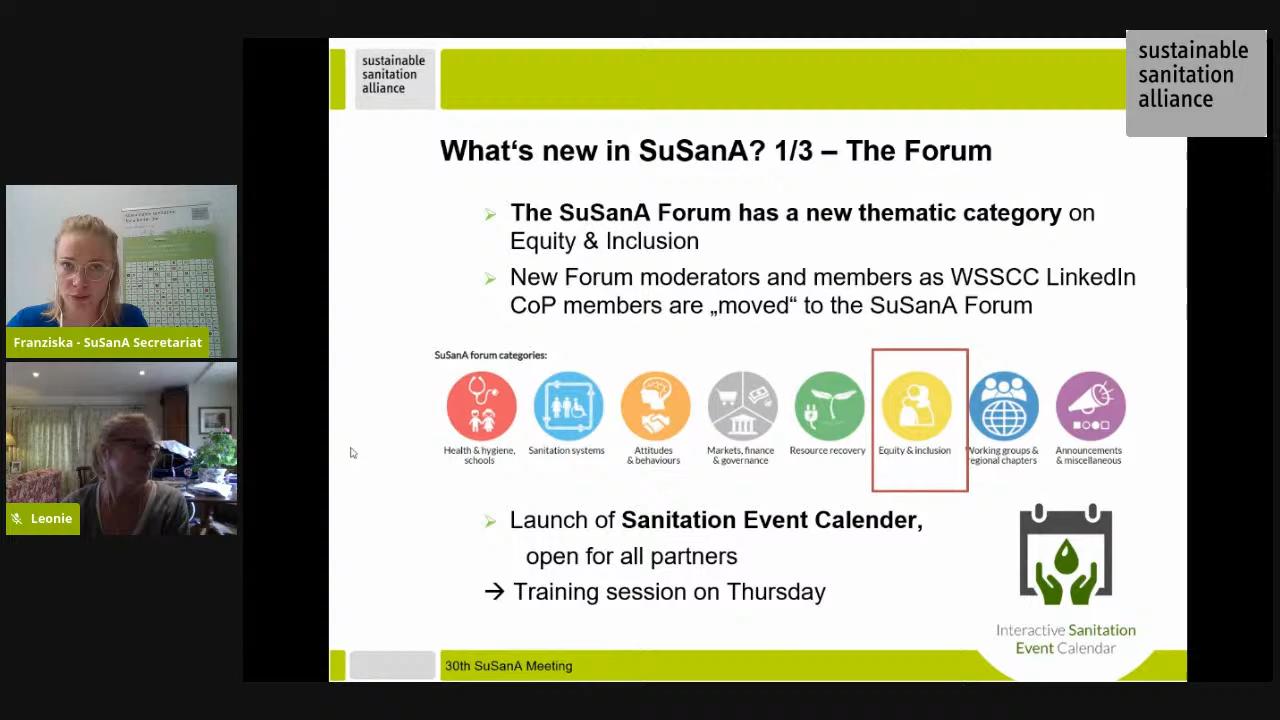 sustainable
sanitation
alliance
sustainable
sanitation
alliance
What‘s new in SuSanA? 1/3 – The Forum
The SuSanA Forum has a new thematic category on
Equity & Inclusion
New Forum moderators and members as WSSCC LinkedIn
CoP members are „moved“ to the SuSanA Forum
Franziska - SuSanA Secretariat
SuSanA forum categories:
Health & hygiene,
schools
Sanitation systems
Attitudes
& behaviours
Markets, finance
& governance
Resource recovery
Equity & inclusion
Working groups &
regional chapters
Announcements
& miscellaneous
Leonie
Launch of Sanitation Event Calender,
open for all partners
→ Training session on Thursday
Interactive Sanitation
Event Calendar
30th SuSanA Meeting